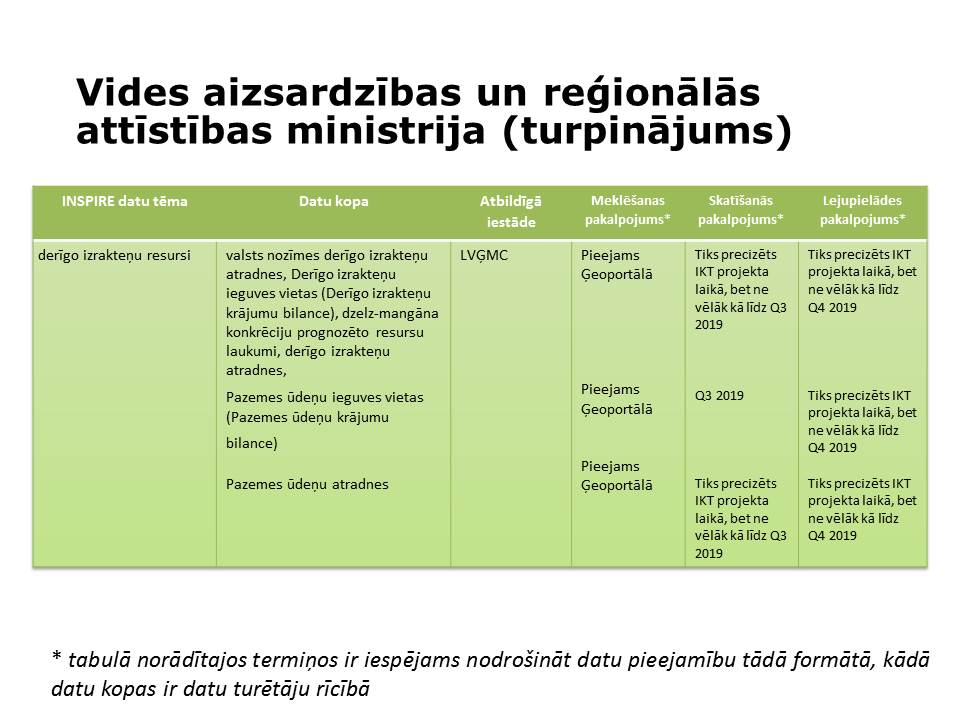 Vides aizsardzības un reģionālās
attīstības ministrija (turpinājums)
INSPIRE datu tēma
Datu kopa
Atbildīgā
iestāde
Meklēšanas
pakalpojums*
Skatīšanās
pakalpojums*
Lejupielādes
pakalpojums*
derīgo izrakteņu resursi
valsts nozīmes derīgo izrakteņu
atradnes, Derīgo izrakteņu
ieguves vietas (Derīgo izrakteņu
krājumu bilance), dzelz-mangāna
konkrēciju prognozēto resursu
laukumi, derīgo izrakteņu
atradnes,
LVĢMC
Pieejams
Ģeoportālā
Tiks precizēts
IKT projekta
laikā, bet ne
vēlāk kā līdz Q3
2019
Tiks precizēts IKT
projekta laikā, bet
ne vēlāk kā līdz
Q4 2019
Pazemes ūdeņu ieguves vietas
(Pazemes ūdeņu krājumu
bilance)
Pieejams
Ģeoportālā
Q3 2019
Tiks precizēts IKT
projekta laikā, bet
ne vēlāk kā līdz
Q4 2019
Pazemes ūdeņu atradnes
Pieejams
Ģeoportālā
Tiks precizēts
IKT projekta
laikā, bet ne
vēlāk kā līdz Q3
2019
Tiks precizēts IKT
projekta laikā, bet
ne vēlāk kā līdz
Q4 2019
* tabulā norādītajos termiņos ir iespējams nodrošināt datu pieejamību tādā formātā, kādā
datu kopas ir datu turētāju rīcībā